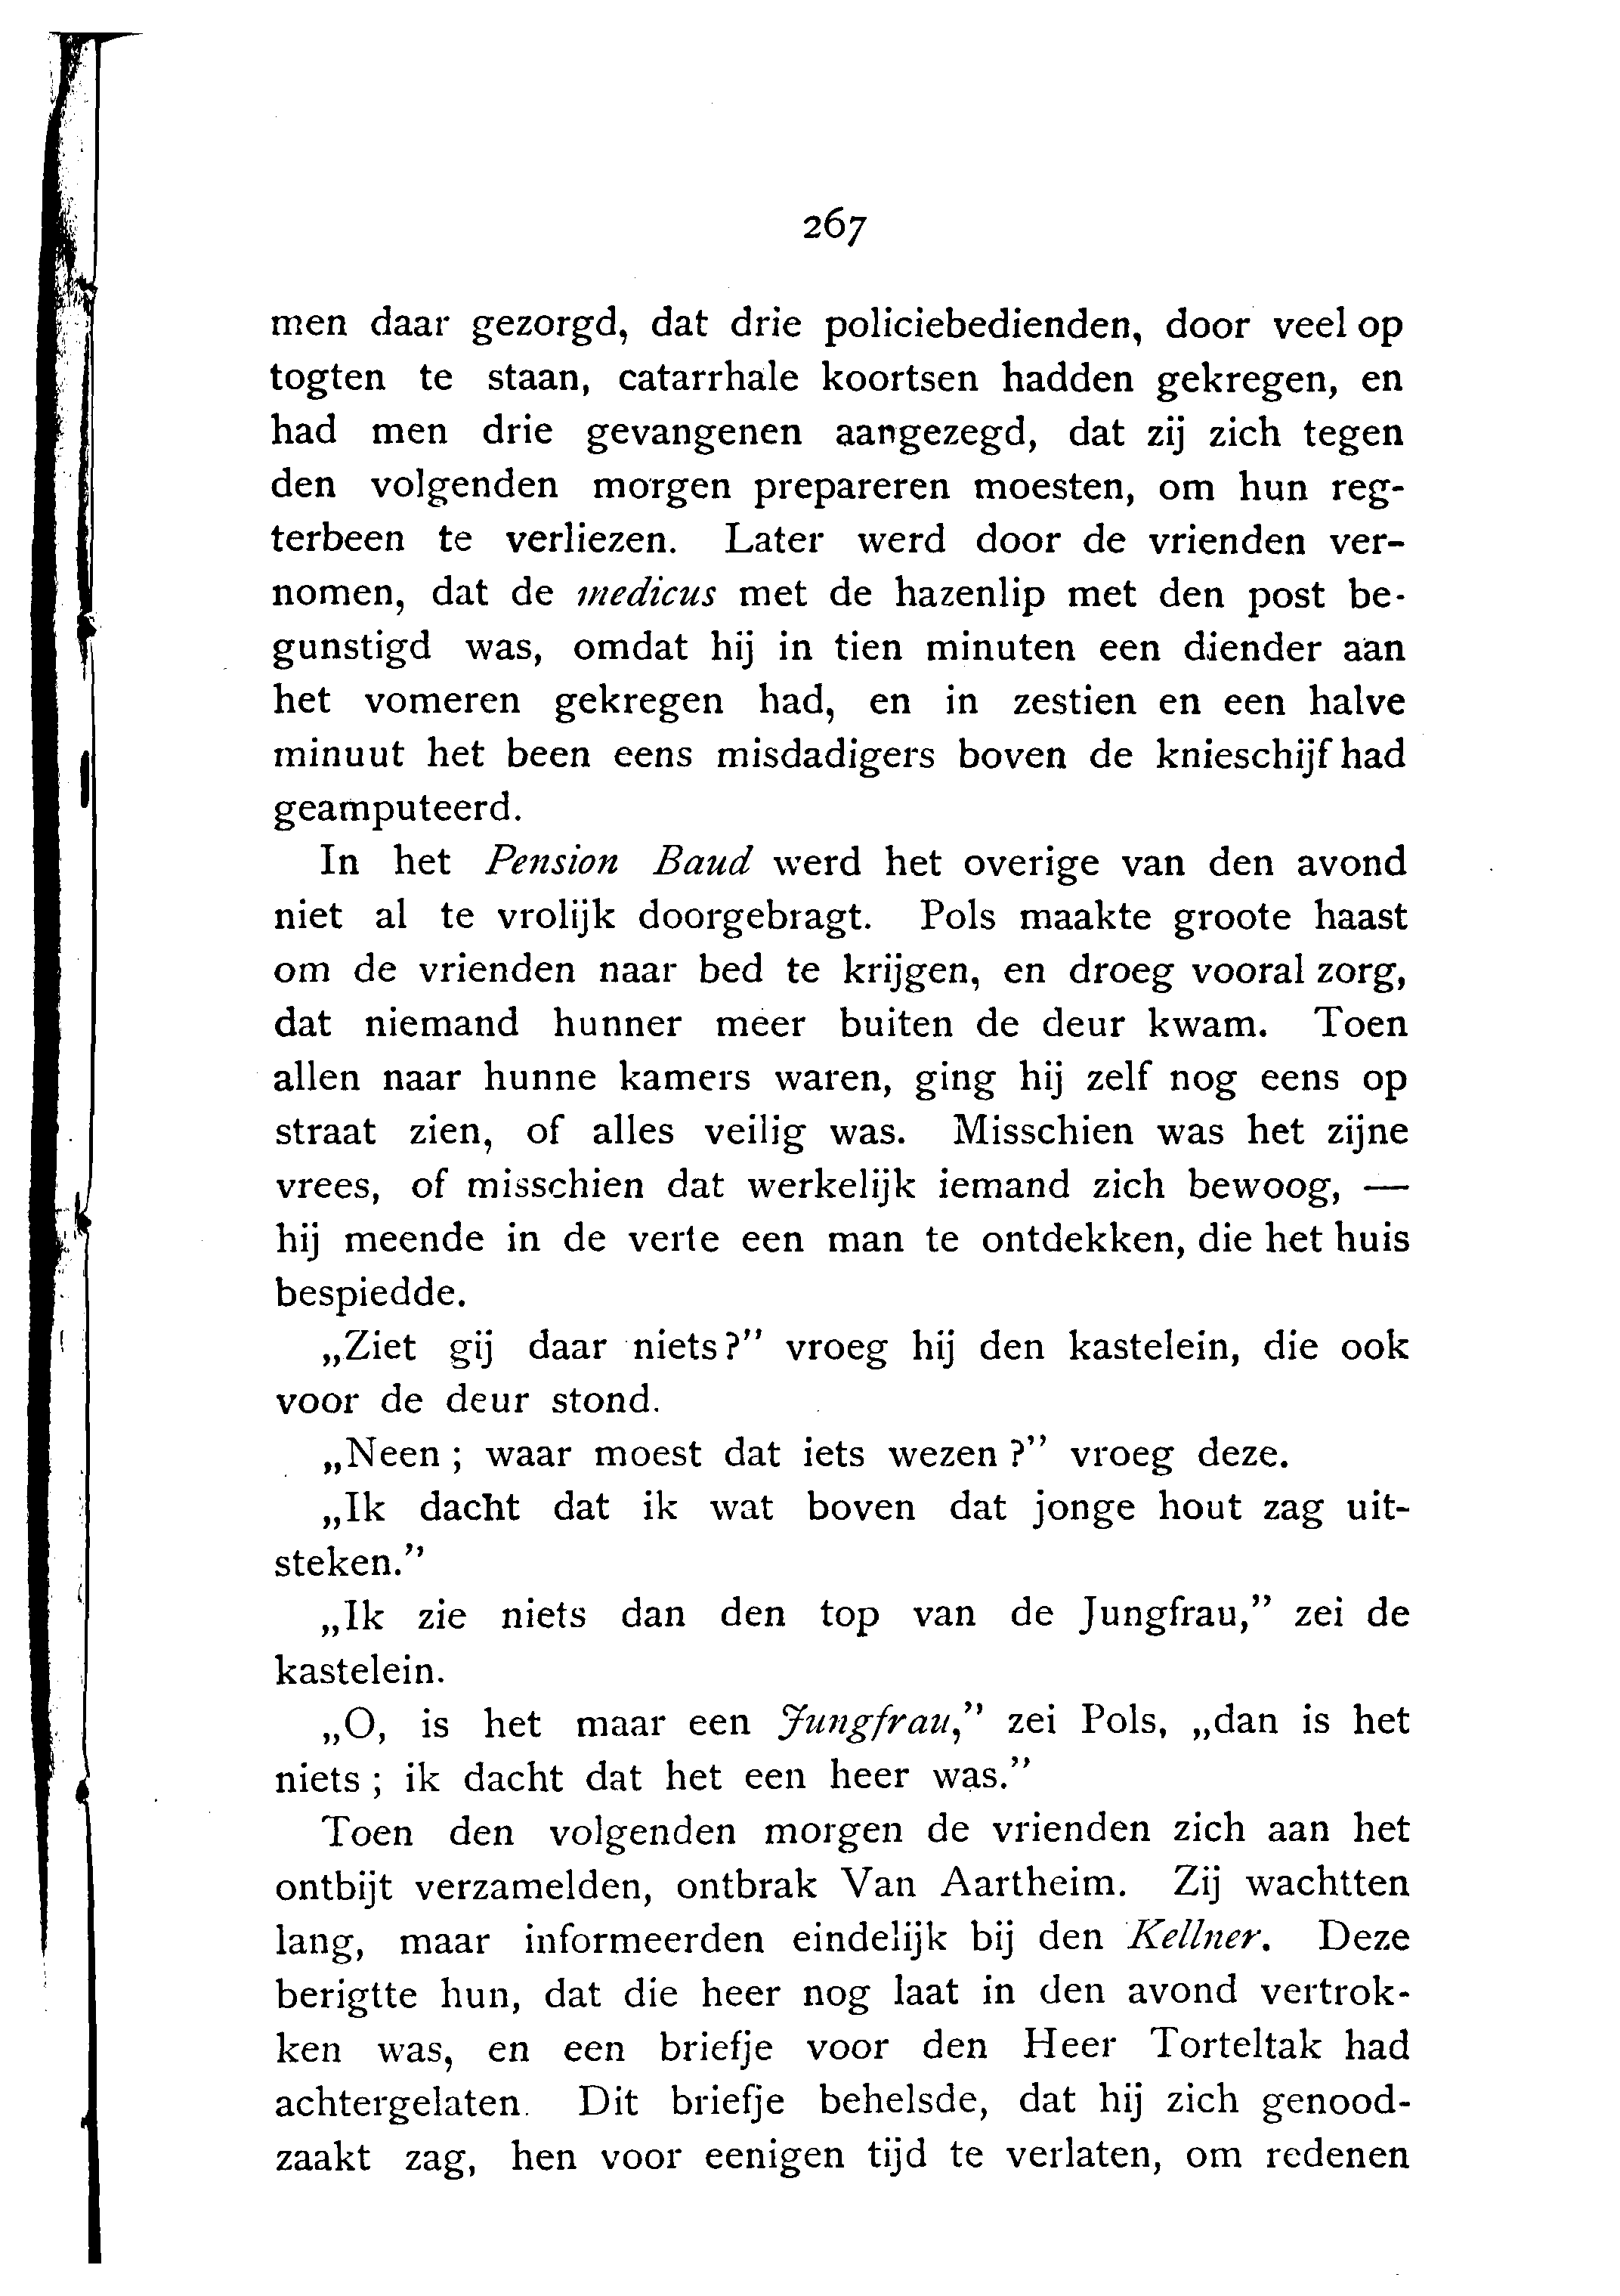 267
men daar gezorgd, dat drie policiebedienden, door veel op
togten te staan, catarrhale koortsen hadden gekregen, en
had men drie gevangenen aangezegd, dat zij zich tegen
den volgenden morgen prepareren moesten, om hun reg-
terbeen te verliezen. Later werd door de vrienden ver-
nomen, dat de medicus met de hazenlip met den post be-
gunstigd was, omdat hij in tien minuten een diender aan
het vomeren gekregen had, en in zestien en een halve
minuut het been eens misdadigers boven de knieschijf had
geamputeerd.
In het Pension Baud werd het overige van den avond
niet al te vrolijk doorgebragt. Pols maakte groote haast
om de vrienden naar bed te krijgen, en droeg vooral zorg,
dat niemand hunner meer buiten de deur kwam. Toen
allen naar hunne kamers waren, ging hij zelf nog eens op
straat zien, of alles veilig was. Misschien was het zijne
vrees, of misschien dat werkelijk iemand zich bewoog, —
hij meende in de verte een man te ontdekken, die het huis
bespiedde.
„Ziet gij daar niets?” vroeg hij den kastelein, die ook
voor de deur stond.
„Neen; waar moest dat iets wezen?” vroeg deze.
„Ik dacht dat ik wat boven dat jonge hout zag uit-
steken.”
„Ik zie niets dan den top van de Jungfrau,” zei de
kastelein.
„O, is het maar een Jungfrau,” zei Pols, „dan is het
niets; ik dacht dat het een heer was.”
Toen den volgenden morgen de vrienden zich aan het
ontbijt verzamelden, ontbrak Van Aartheim. Zij wachtten
lang, maar informeerden eindelijk bij den Kellner. Deze
berigtte hun, dat die heer nog laat in den avond vertrok-
ken was, en een briefje voor den Heer Torteltak had
achtergelaten. Dit briefje behelsde, dat hij zich genood-
zaakt zag, hen voor eenigen tijd te verlaten, om redenen